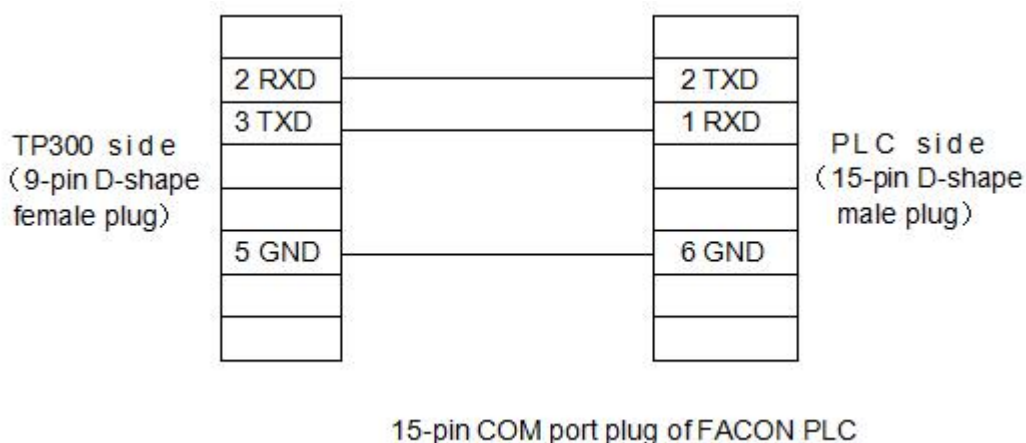 2 RXD
2 TXD
3 TXD
1 RXD
TP300 side
（9-pin D-shape
female plug）
PLC side
（15-pin D-shape
male plug）
5 GND
6 GND
15-pin COM port plug of FACON PLC